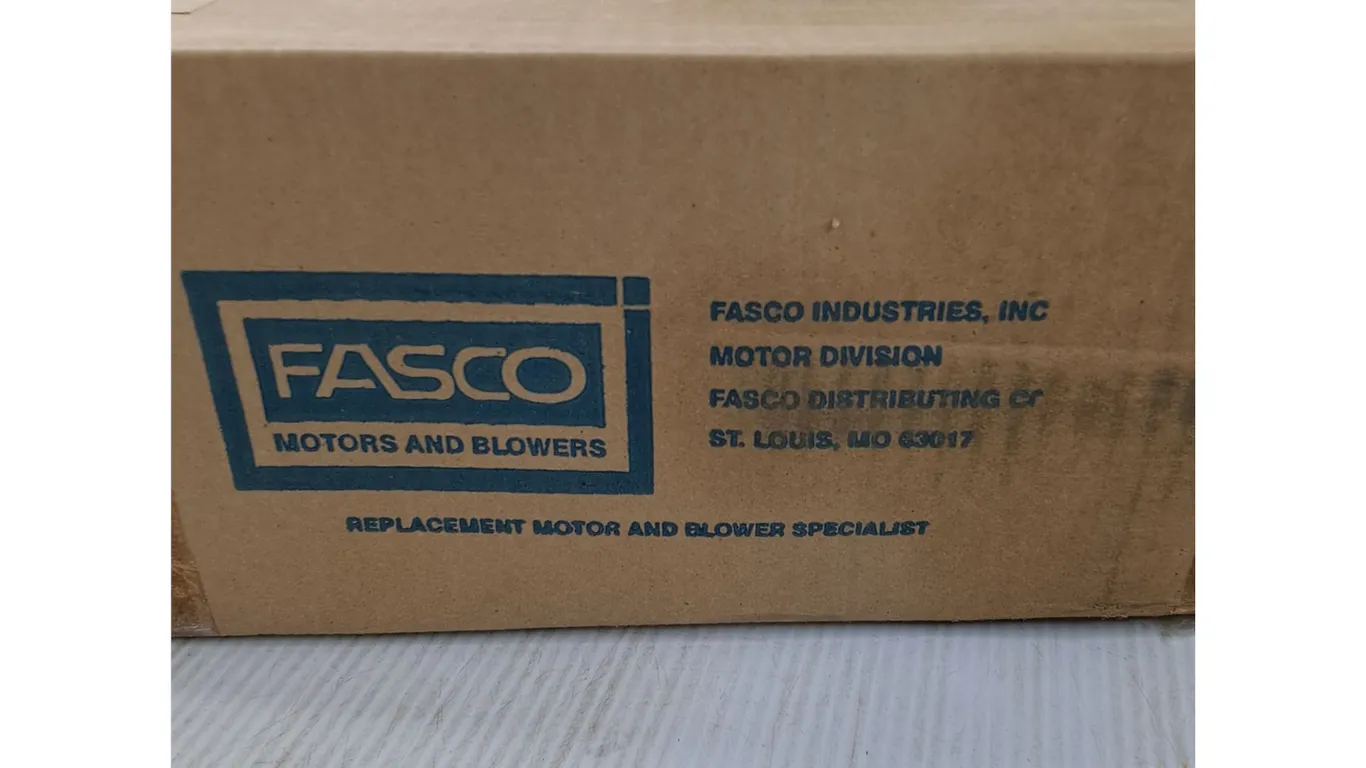 FASCO
MOTORS AND BLOWERS
FASCO INDUSTRIES, INC
MOTOR DIVISION
FASCO DISTRIBUTING
ST. LOUIS, MO 63017
REPLACEMENT MOTOR AND BLOWER SPECIALIST